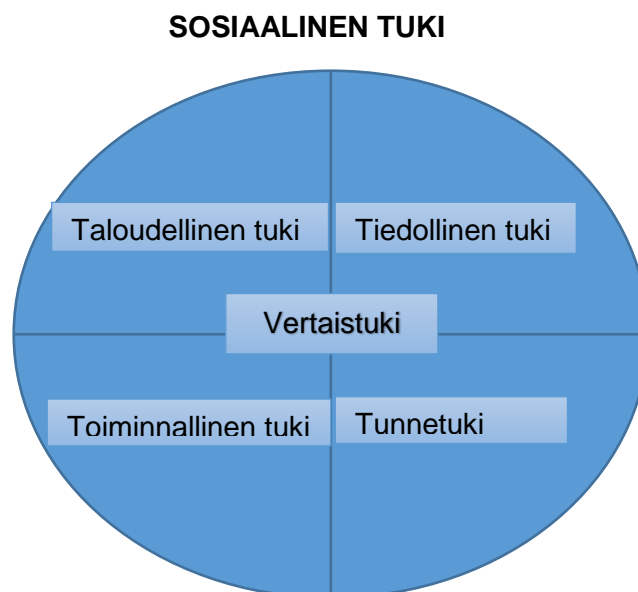 SOSIAALINEN TUKI
Taloudellinen tuki
Tiedollinen tuki
Vertaistuki
Toiminnallinen tuki
Tunnetuki